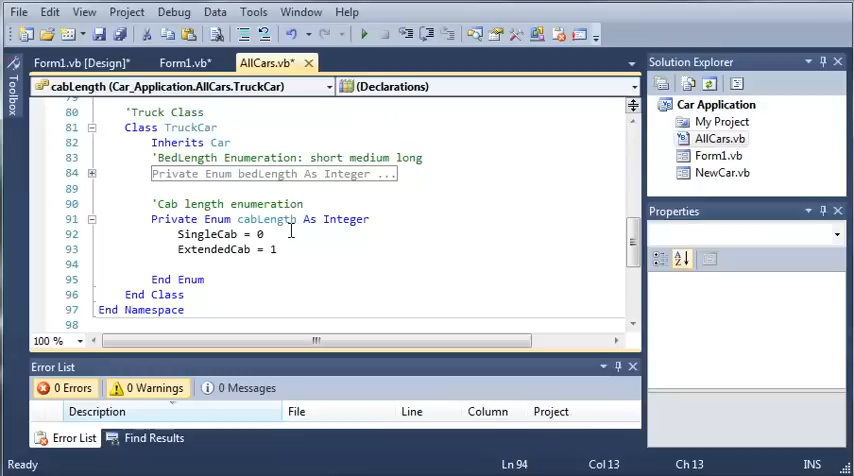 File Edit View Project Debug Data Tools Window Help
Form1.vb [Design]* Form1.vb* AllCars.vb*
Toolbox
cabLength (Car_Application.AllCars.TruckCar) (Declarations)
79
80 'Truck Class
81 Class TruckCar
82 Inherits Car
83 'BedLength Enumeration: short medium long
84 Private Enum bedLength As Integer ...
89
90 'Cab length enumeration
91 Private Enum cabLength As Integer
92 SingleCab = 0
93 ExtendedCab = 1
94
95 End Enum
96 End Class
97 End Namespace
98
100 %
Solution Explorer
Car Application
My Project
AllCars.vb
Form1.vb
NewCar.vb
Properties
Error List
0 Errors 0 Warnings 0 Messages
Description File Line Column Project
Error List Find Results
Ready Ln 94 Col 13 Ch 13 INS